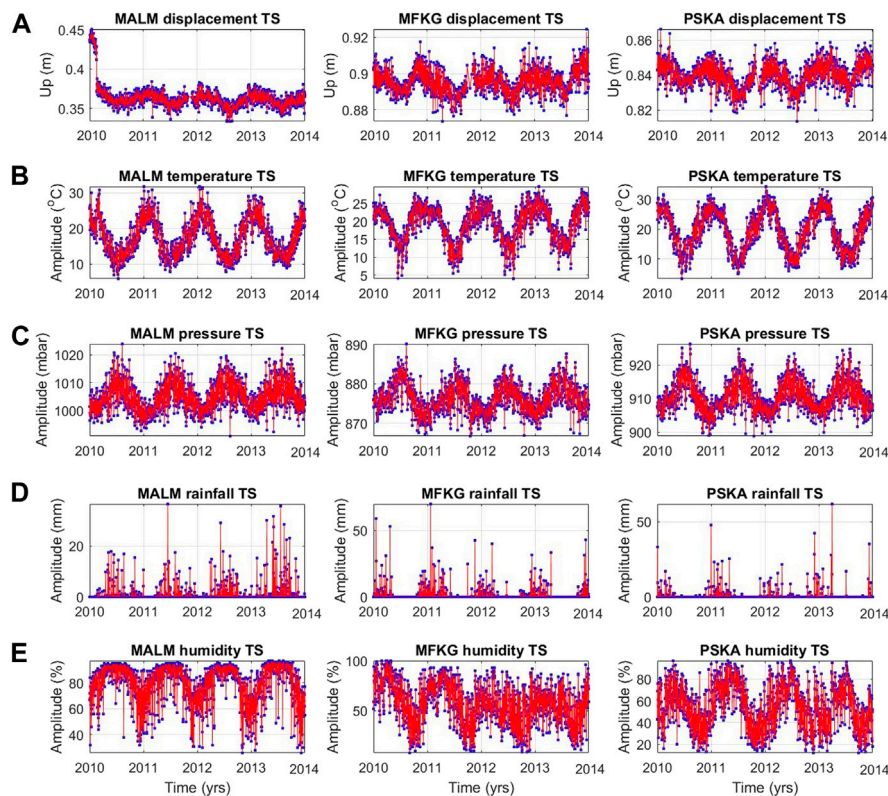 A
MALM displacement TS MFKG displacement TS PSKA displacement TS
Up (m) 0.45 0.4 0.35 2010 2011 2012 2013 2014
Up (m) 0.92 0.9 0.88 2010 2011 2012 2013 2014
Up (m) 0.86 0.84 0.82 2010 2011 2012 2013 2014
B
MALM temperature TS MFKG temperature TS PSKA temperature TS
Amplitude (°C) 30 20 10 2010 2011 2012 2013 2014
Amplitude (°C) 25 20 15 10 5 2010 2011 2012 2013 2014
Amplitude (°C) 30 20 10 2010 2011 2012 2013 2014
C
MALM pressure TS MFKG pressure TS PSKA pressure TS
Amplitude (mbar) 1020 1010 1000 2010 2011 2012 2013 2014
Amplitude (mbar) 890 880 870 2010 2011 2012 2013 2014
Amplitude (mbar) 920 910 900 2010 2011 2012 2013 2014
D
MALM rainfall TS MFKG rainfall TS PSKA rainfall TS
Amplitude (mm) 20 0 2010 2011 2012 2013 2014
Amplitude (mm) 50 0 2010 2011 2012 2013 2014
Amplitude (mm) 50 0 2010 2011 2012 2013 2014
E
MALM humidity TS MFKG humidity TS PSKA humidity TS
Amplitude (%) 80 60 40 2010 2011 2012 2013 2014
Amplitude (%) 100 50 2010 2011 2012 2013 2014
Amplitude (%) 80 60 40 20 2010 2011 2012 2013 2014
Time (yrs) Time (yrs) Time (yrs)